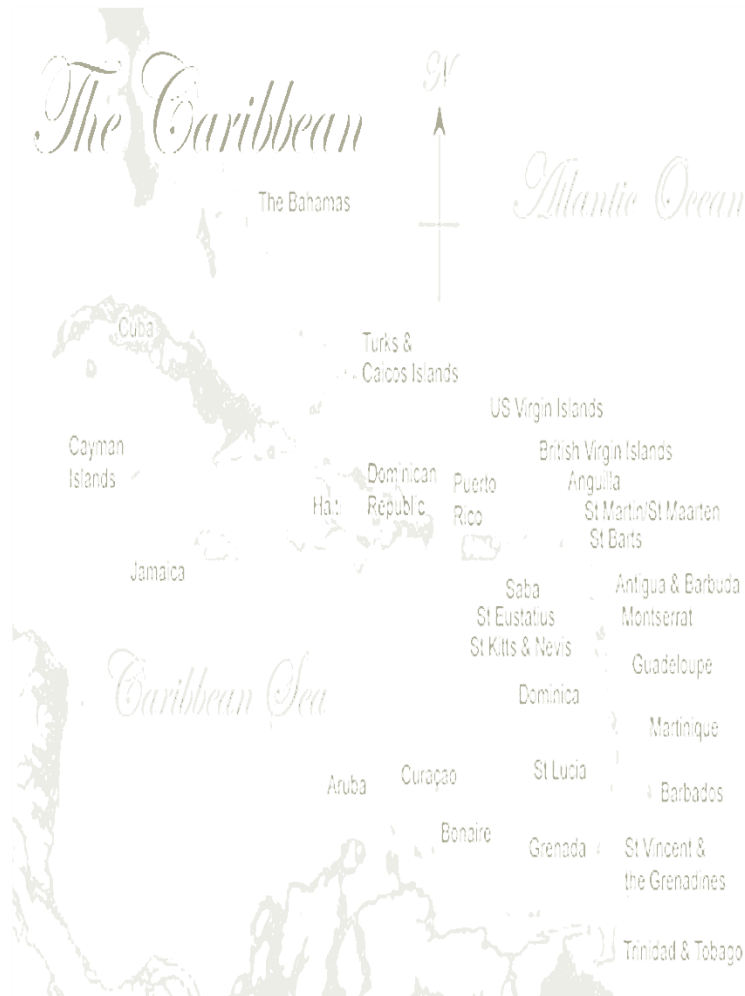 The Caribbean
N
Atlantic Ocean
The Bahamas
Cuba
Turks &
Caicos Islands
US Virgin Islands
Cayman
Islands
British Virgin Islands
Anguilla
Dominican
Republic
Puerto
Rico
Haiti
St Martin/St Maarten
St Barts
Jamaica
Saba
St Eustatius
St Kitts & Nevis
Antigua & Barbuda
Montserrat
Guadeloupe
Caribbean Sea
Dominica
Martinique
Aruba
Curaçao
St Lucia
Barbados
Bonaire
Grenada
St Vincent &
the Grenadines
Trinidad & Tobago